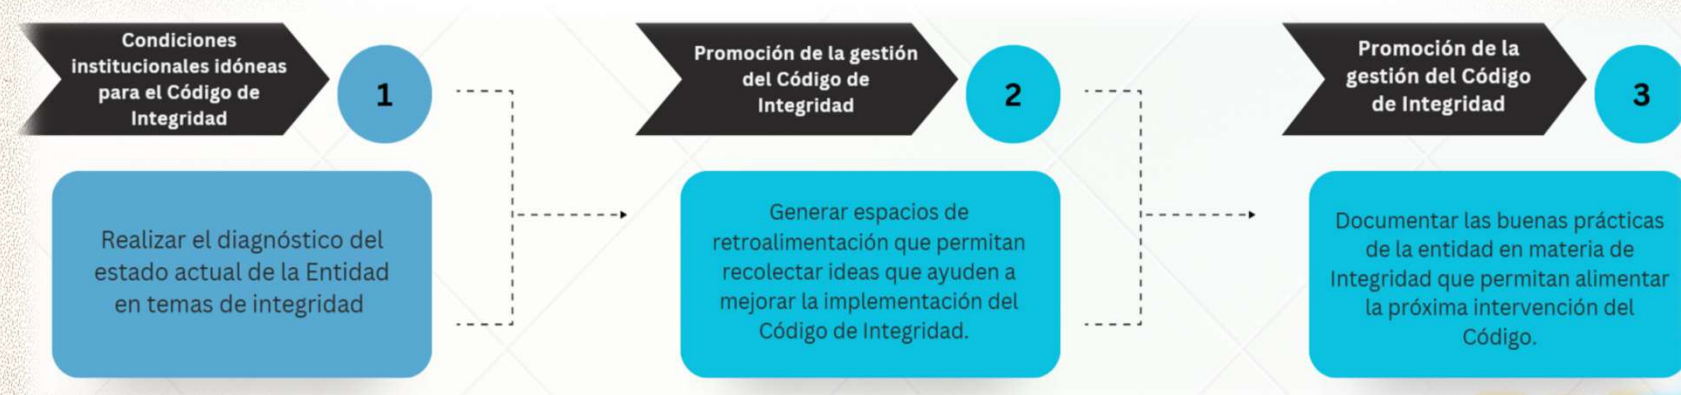 Condiciones
institucionales idóneas
para el Código de
Integridad
1
Realizar el diagnóstico del
estado actual de la Entidad
en temas de integridad
Promoción de la gestión
del Código de
Integridad
2
Generar espacios de
retroalimentación que permitan
recolectar ideas que ayuden a
mejorar la implementación del
Código de Integridad.
Promoción de la
gestión del Código
de Integridad
3
Documentar las buenas prácticas
de la entidad en materia de
Integridad que permitan alimentar
la próxima intervención del
Código.